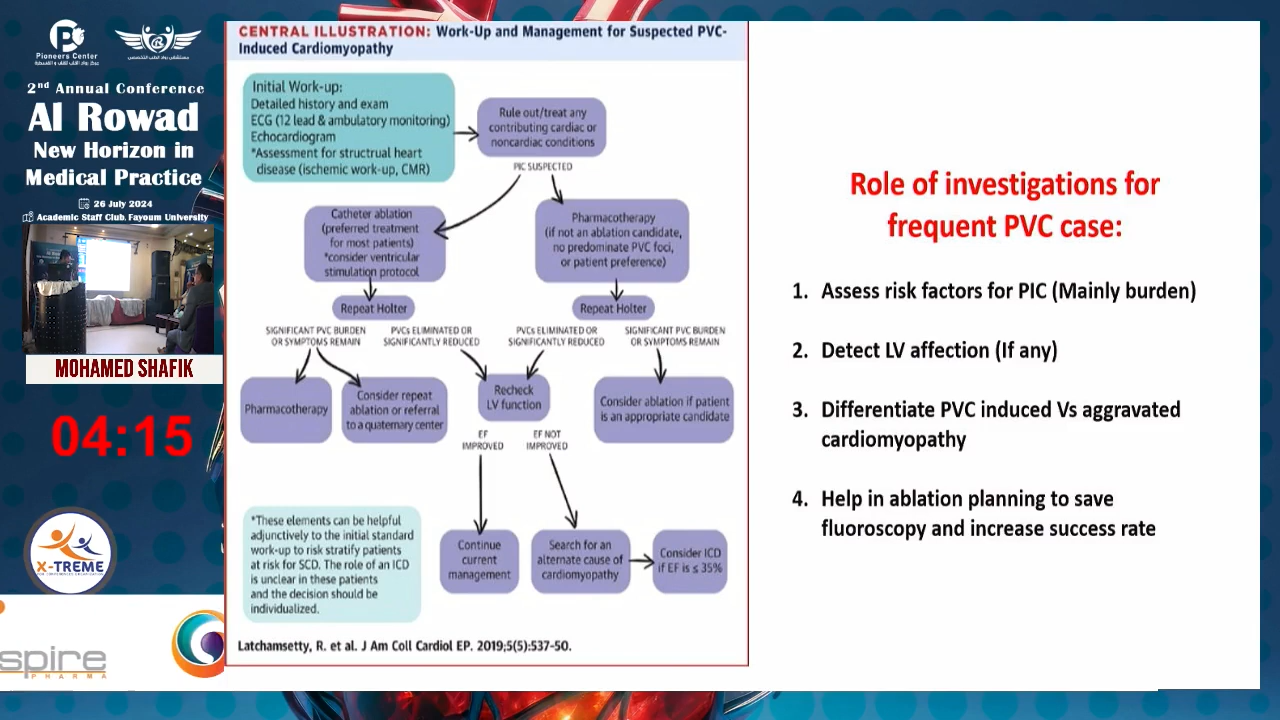 Pioneers Center
2nd Annual Conference
Al Rowad
New Horizon in
Medical Practice
26 July 2024
Academic Staff Club, Fayoum University
MOHAMED SHAFIK
04:15
X-TREME
spire
PHARMA
CENTRAL ILLUSTRATION: Work-Up and Management for Suspected PVC-
Induced Cardiomyopathy
Initial Work-up:
Detailed history and exam
ECG (12 lead & ambulatory monitoring)
Echocardiogram
*Assessment for structrual heart
disease (ischemic work-up, CMR)
Rule out/treat any
contributing cardiac or
noncardiac conditions
PIC SUSPECTED
Catheter ablation
(preferred treatment
for most patients)
*consider ventricular
stimulation protocol
Pharmacotherapy
(if not an ablation candidate,
no predominate PVC foci,
or patient preference)
Repeat Holter
Repeat Holter
SIGNIFICANT PVC BURDEN
OR SYMPTOMS REMAIN
PVCs ELIMINATED OR
SIGNIFICANTLY REDUCED
PVCs ELIMINATED OR
SIGNIFICANTLY REDUCED
SIGNIFICANT PVC BURDEN
OR SYMPTOMS REMAIN
Pharmacotherapy
Consider repeat
ablation or referral
to a quaternary center
Recheck
LV function
Consider ablation if patient
is an appropriate candidate
EF
IMPROVED
EF NOT
IMPROVED
*These elements can be helpful
adjunctively to the initial standard
work-up to risk stratify patients
at risk for SCD. The role of an ICD
is unclear in these patients
and the decision should be
individualized.
Continue
current
management
Search for an
alternate cause of
cardiomyopathy
Consider ICD
if EF is ≤ 35%
Latchamsetty, R. et al. J Am Coll Cardiol EP. 2019;5(5):537-50.
Role of investigations for
frequent PVC case:
1. Assess risk factors for PIC (Mainly burden)
2. Detect LV affection (If any)
3. Differentiate PVC induced Vs aggravated
cardiomyopathy
4. Help in ablation planning to save
fluoroscopy and increase success rate